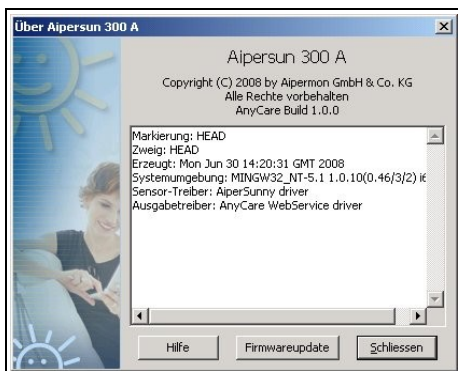 Über Aipersun 300 A
Aipersun 300 A
Copyright (C) 2008 by Aipermon GmbH & Co. KG
Alle Rechte vorbehalten
AnyCare Build 1.0.0
Markierung: HEAD
Zweig: HEAD
Erzeugt: Mon Jun 30 14:20:31 GMT 2008
Systemumgebung: MINGW32_NT-5.1 1.0.10(0.46/3/2) i6
Sensor-Treiber: AiperSunny driver
Ausgabetreiber: AnyCare WebService driver
Hilfe
Firmwareupdate
Schliessen